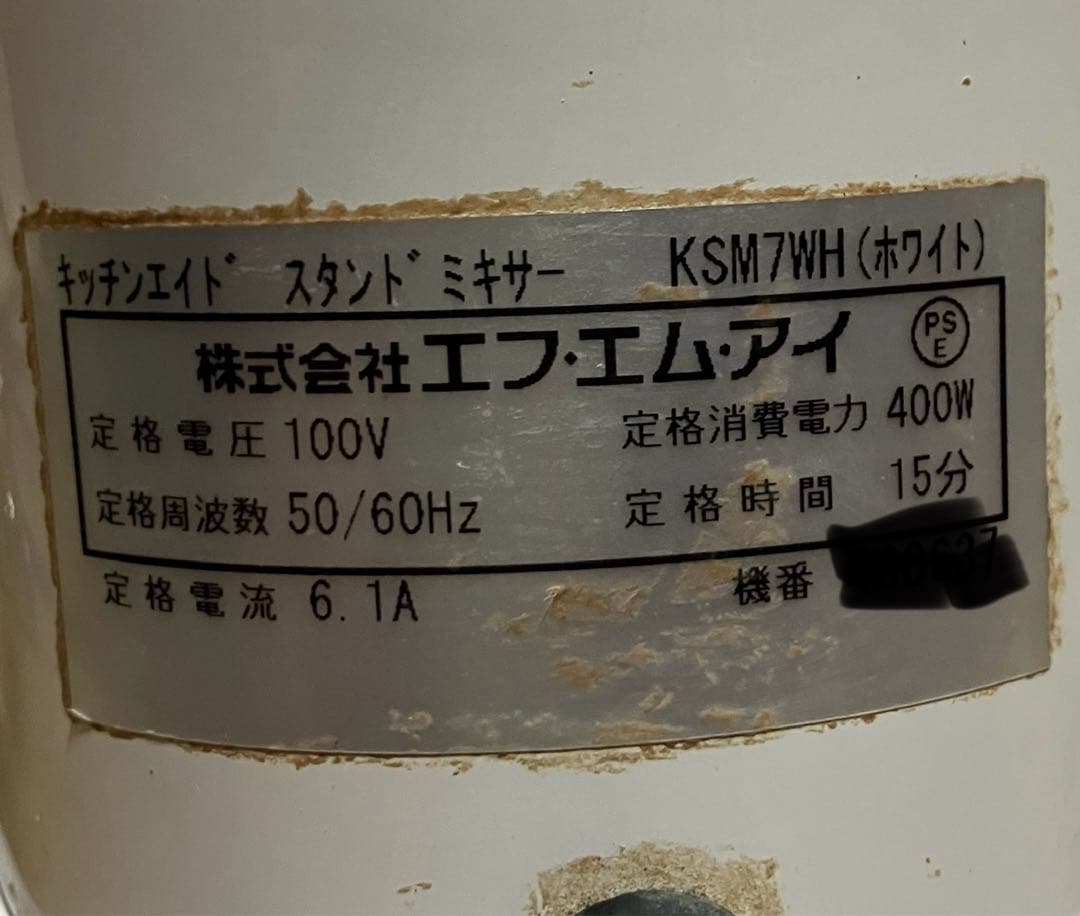 キッチンエイド スタンドミキサー KSM7WH(ホワイト)
株式会社エフ・エム・アイ PSE
定格電圧 100V 定格消費電力 400W
定格周波数 50/60Hz 定格時間 15分
定格電流 6.1A 機番